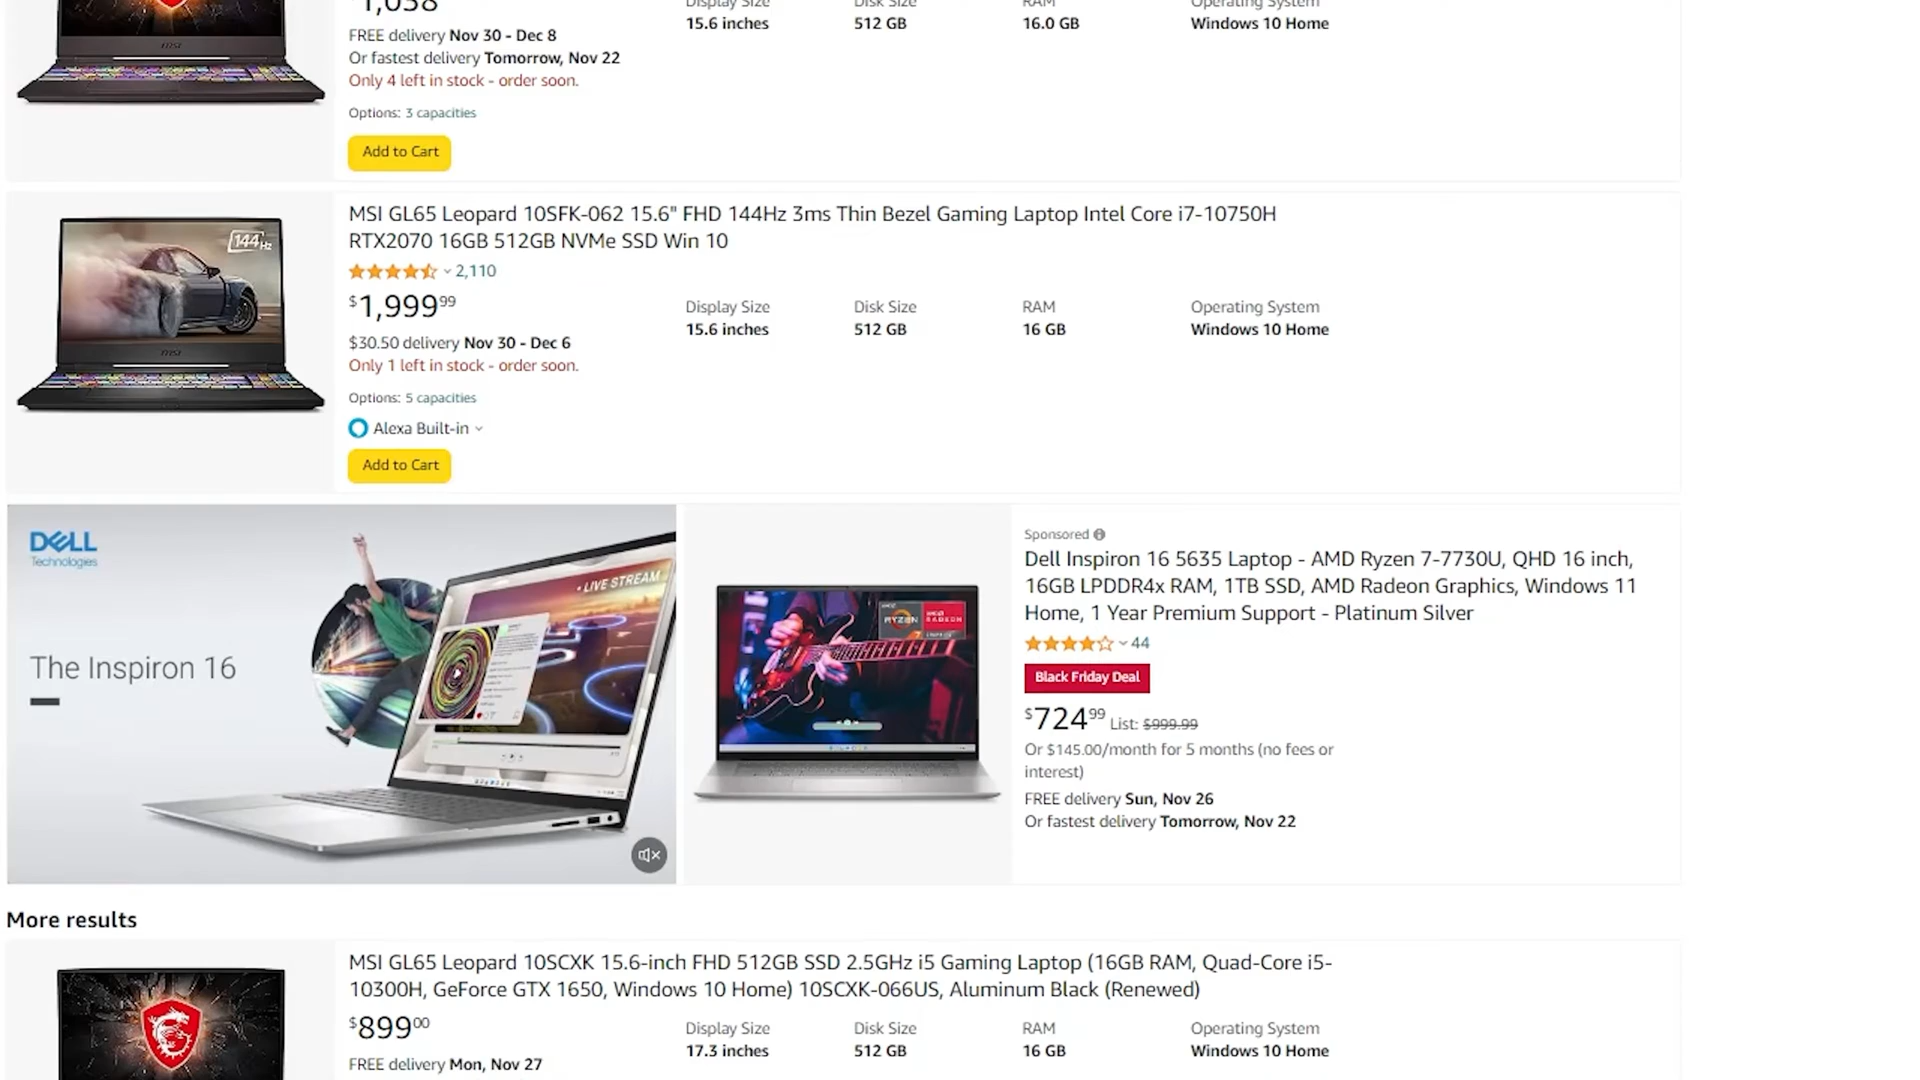 $1,038
Display Size
Disk Size
RAM
Operating System
15.6 inches
512 GB
16.0 GB
Windows 10 Home
FREE delivery Nov 30 - Dec 8
Or fastest delivery Tomorrow, Nov 22
Only 4 left in stock - order soon.
Options: 3 capacities
Add to Cart
msi
144Hz
msi
MSI GL65 Leopard 10SFK-062 15.6" FHD 144Hz 3ms Thin Bezel Gaming Laptop Intel Core i7-10750H
RTX2070 16GB 512GB NVMe SSD Win 10
2,110
$1,999 99
Display Size
Disk Size
RAM
Operating System
15.6 inches
512 GB
16 GB
Windows 10 Home
$30.50 delivery Nov 30 - Dec 6
Only 1 left in stock - order soon.
Options: 5 capacities
Alexa Built-in
Add to Cart
DELL
Technologies
The Inspiron 16
LIVE STREAM
RYZEN
7
RADEON
Sponsored
Dell Inspiron 16 5635 Laptop - AMD Ryzen 7-7730U, QHD 16 inch,
16GB LPDDR4x RAM, 1TB SSD, AMD Radeon Graphics, Windows 11
Home, 1 Year Premium Support - Platinum Silver
44
Black Friday Deal
$724 99 List: $999.99
Or $145.00/month for 5 months (no fees or
interest)
FREE delivery Sun, Nov 26
Or fastest delivery Tomorrow, Nov 22
More results
MSI GL65 Leopard 10SCXK 15.6-inch FHD 512GB SSD 2.5GHz i5 Gaming Laptop (16GB RAM, Quad-Core i5-
10300H, GeForce GTX 1650, Windows 10 Home) 10SCXK-066US, Aluminum Black (Renewed)
$899 00
Display Size
Disk Size
RAM
Operating System
17.3 inches
512 GB
16 GB
Windows 10 Home
FREE delivery Mon, Nov 27